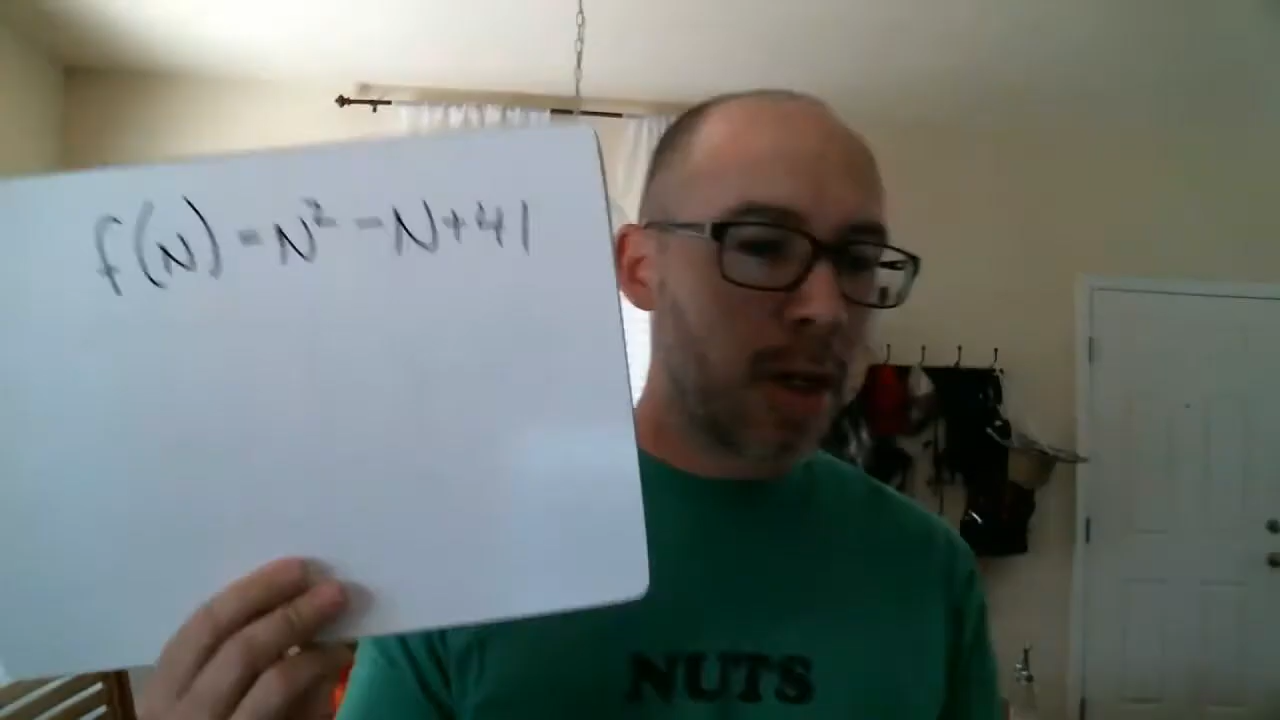 f(N) = N² - N + 41
NUTS